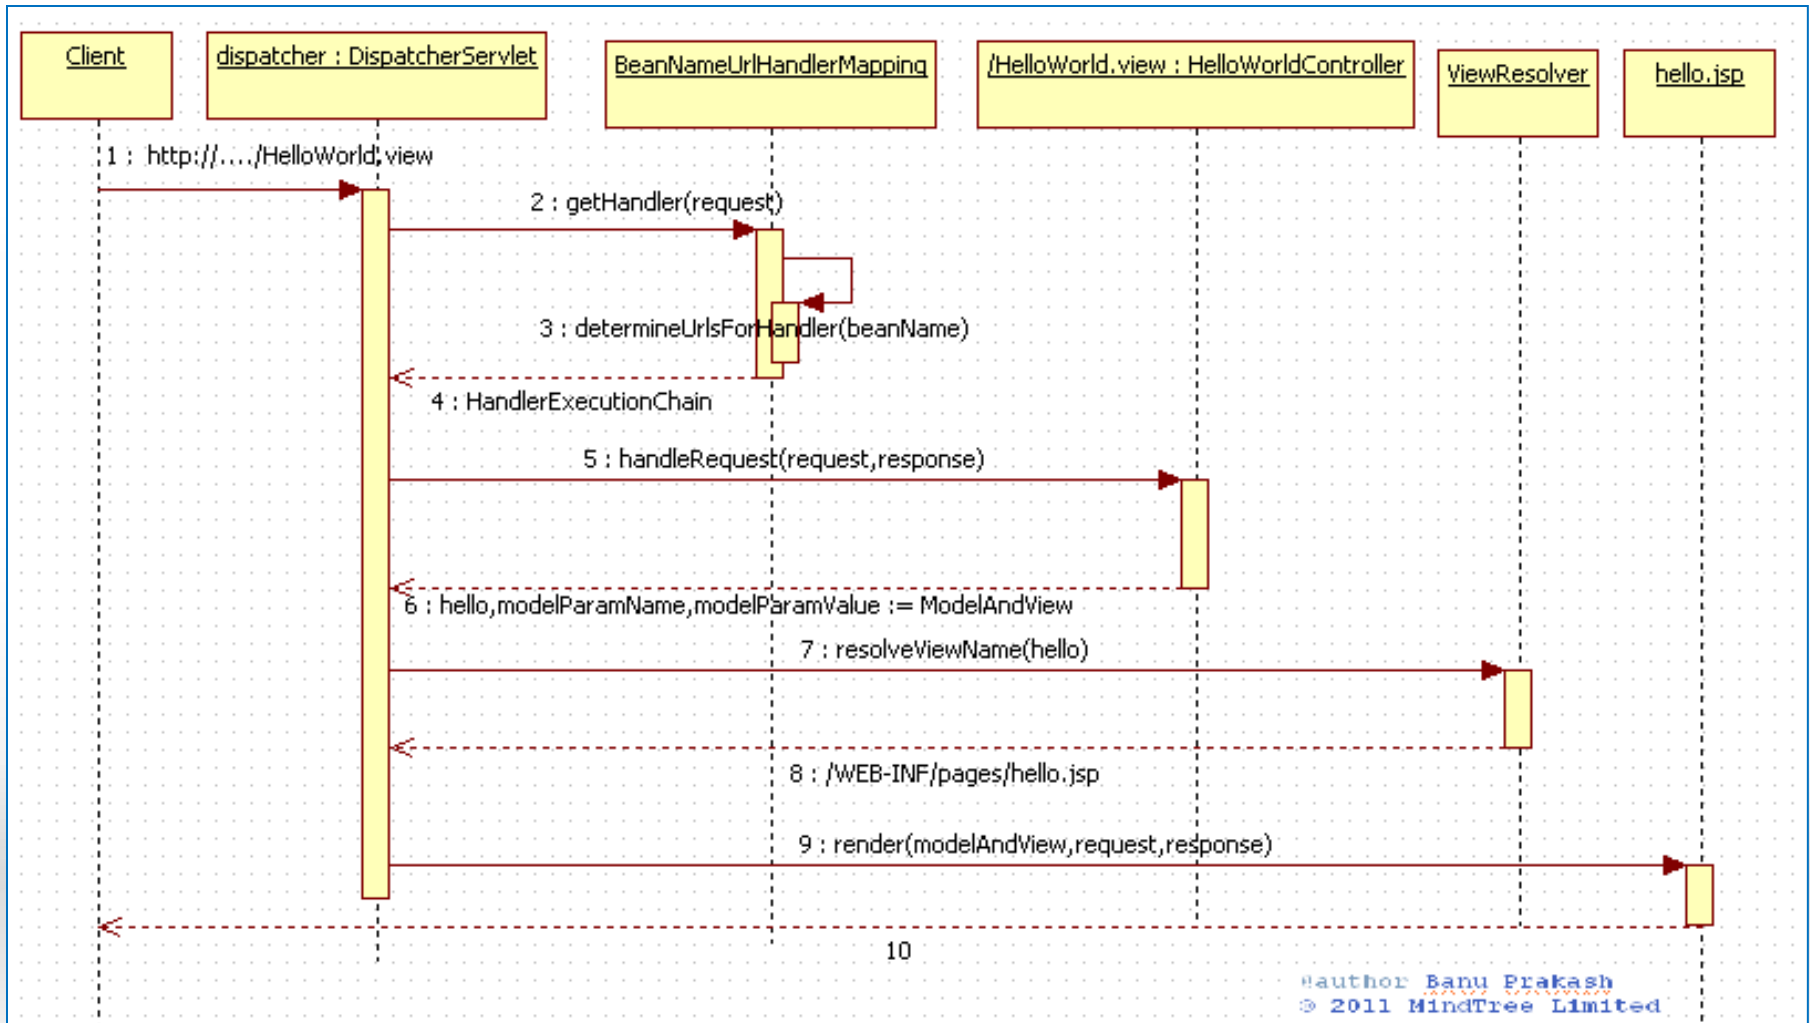 Client
dispatcher : DispatcherServlet
BeanNameUrlHandlerMapping
/HelloWorld.view : HelloWorldController
ViewResolver
hello.jsp
1 : http://..../HelloWorld.view
2 : getHandler(request)
3 : determineUrlsForHandler(beanName)
4 : HandlerExecutionChain
5 : handleRequest(request,response)
6 : hello,modelParamName,modelParamValue := ModelAndView
7 : resolveViewName(hello)
8 : /WEB-INF/pages/hello.jsp
9 : render(modelAndView,request,response)
10
@author Banu Prakash
© 2011 MindTree Limited